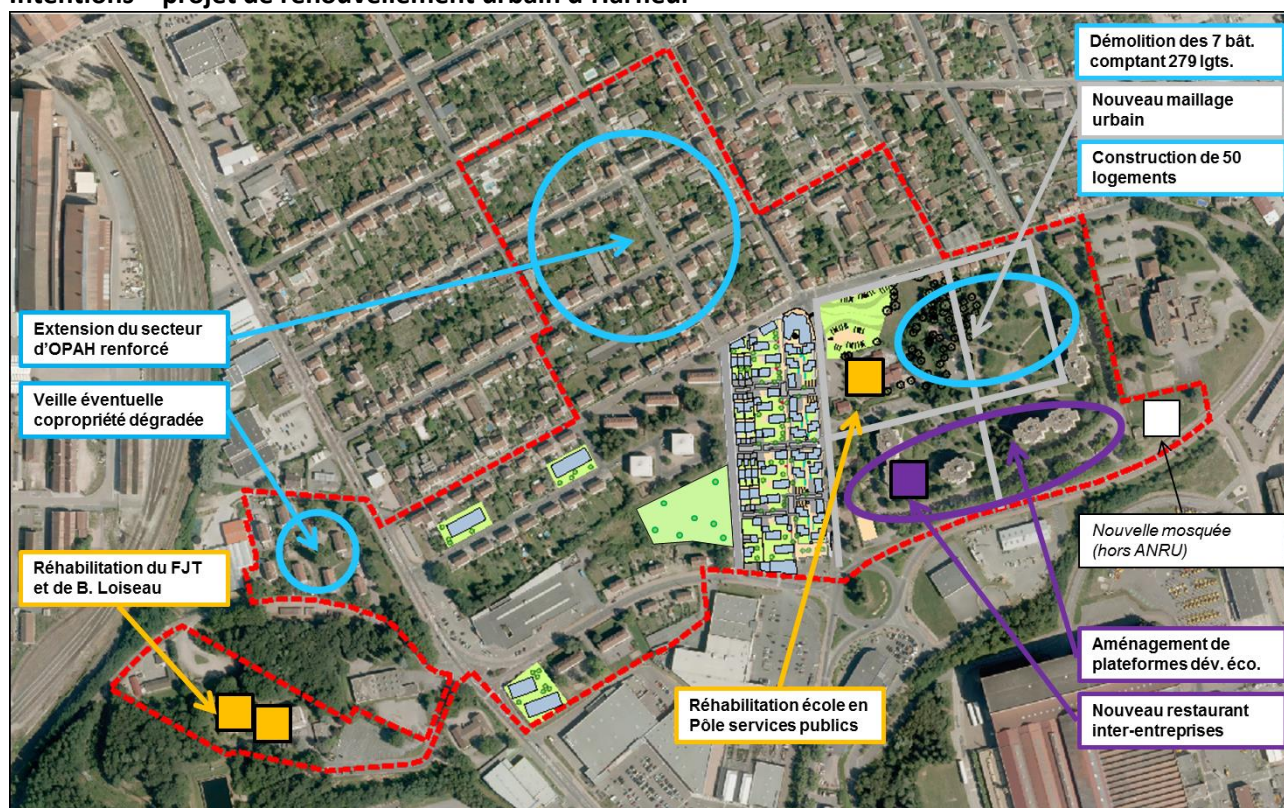 Intentions – projet de renouvellement urbain d'Harfleur
Démolition des 7 bât.
comptant 279 lgts.
Nouveau maillage
urbain
Construction de 50
logements
Extension du secteur
d'OPAH renforcé
Veille éventuelle
copropriété dégradée
Réhabilitation du FJT
et de B. Loiseau
Nouvelle mosquée
(hors ANRU)
Aménagement de
plateformes dév. éco.
Réhabilitation école en
Pôle services publics
Nouveau restaurant
inter-entreprises